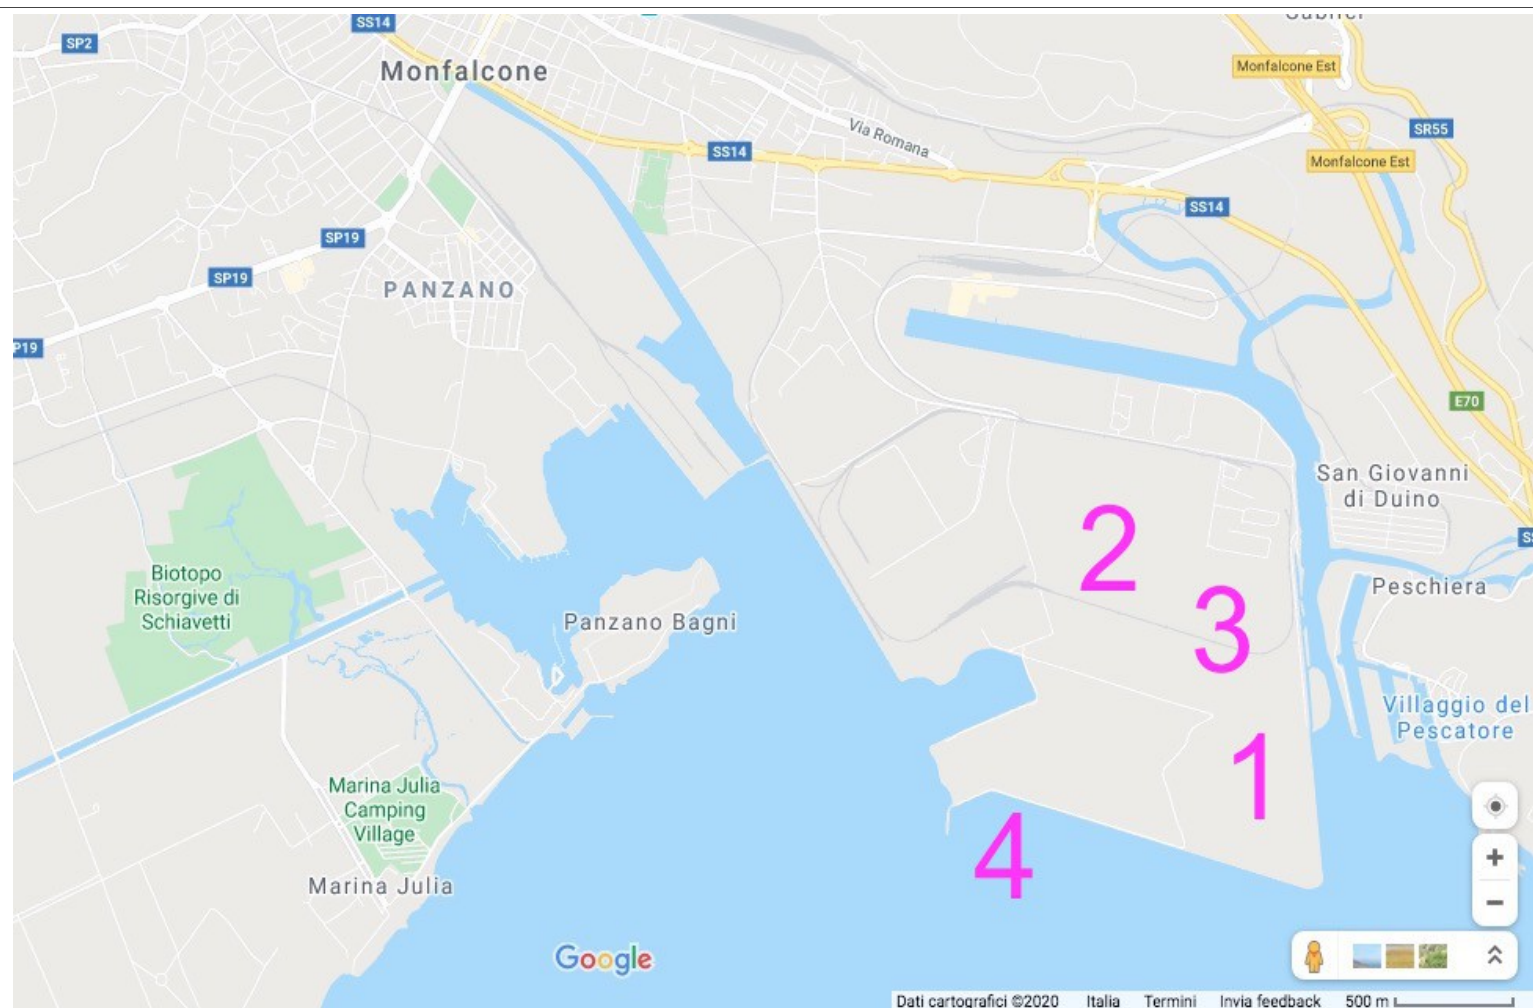 SS14
SP2
Monfalcone
Monfalcone Est
SR55
Via Romana
SS14
Monfalcone Est
SS14
SP19
SP19
PANZANO
P19
E70
San Giovanni
di Duino
2
Biotopo
Risorgive di
Schiavetti
Peschiera
3
Panzano Bagni
Villaggio del
Pescatore
1
Marina Julia
Camping
Village
4
Marina Julia
Google
Dati cartografici ©2020 Italia Termini Invia feedback 500 m